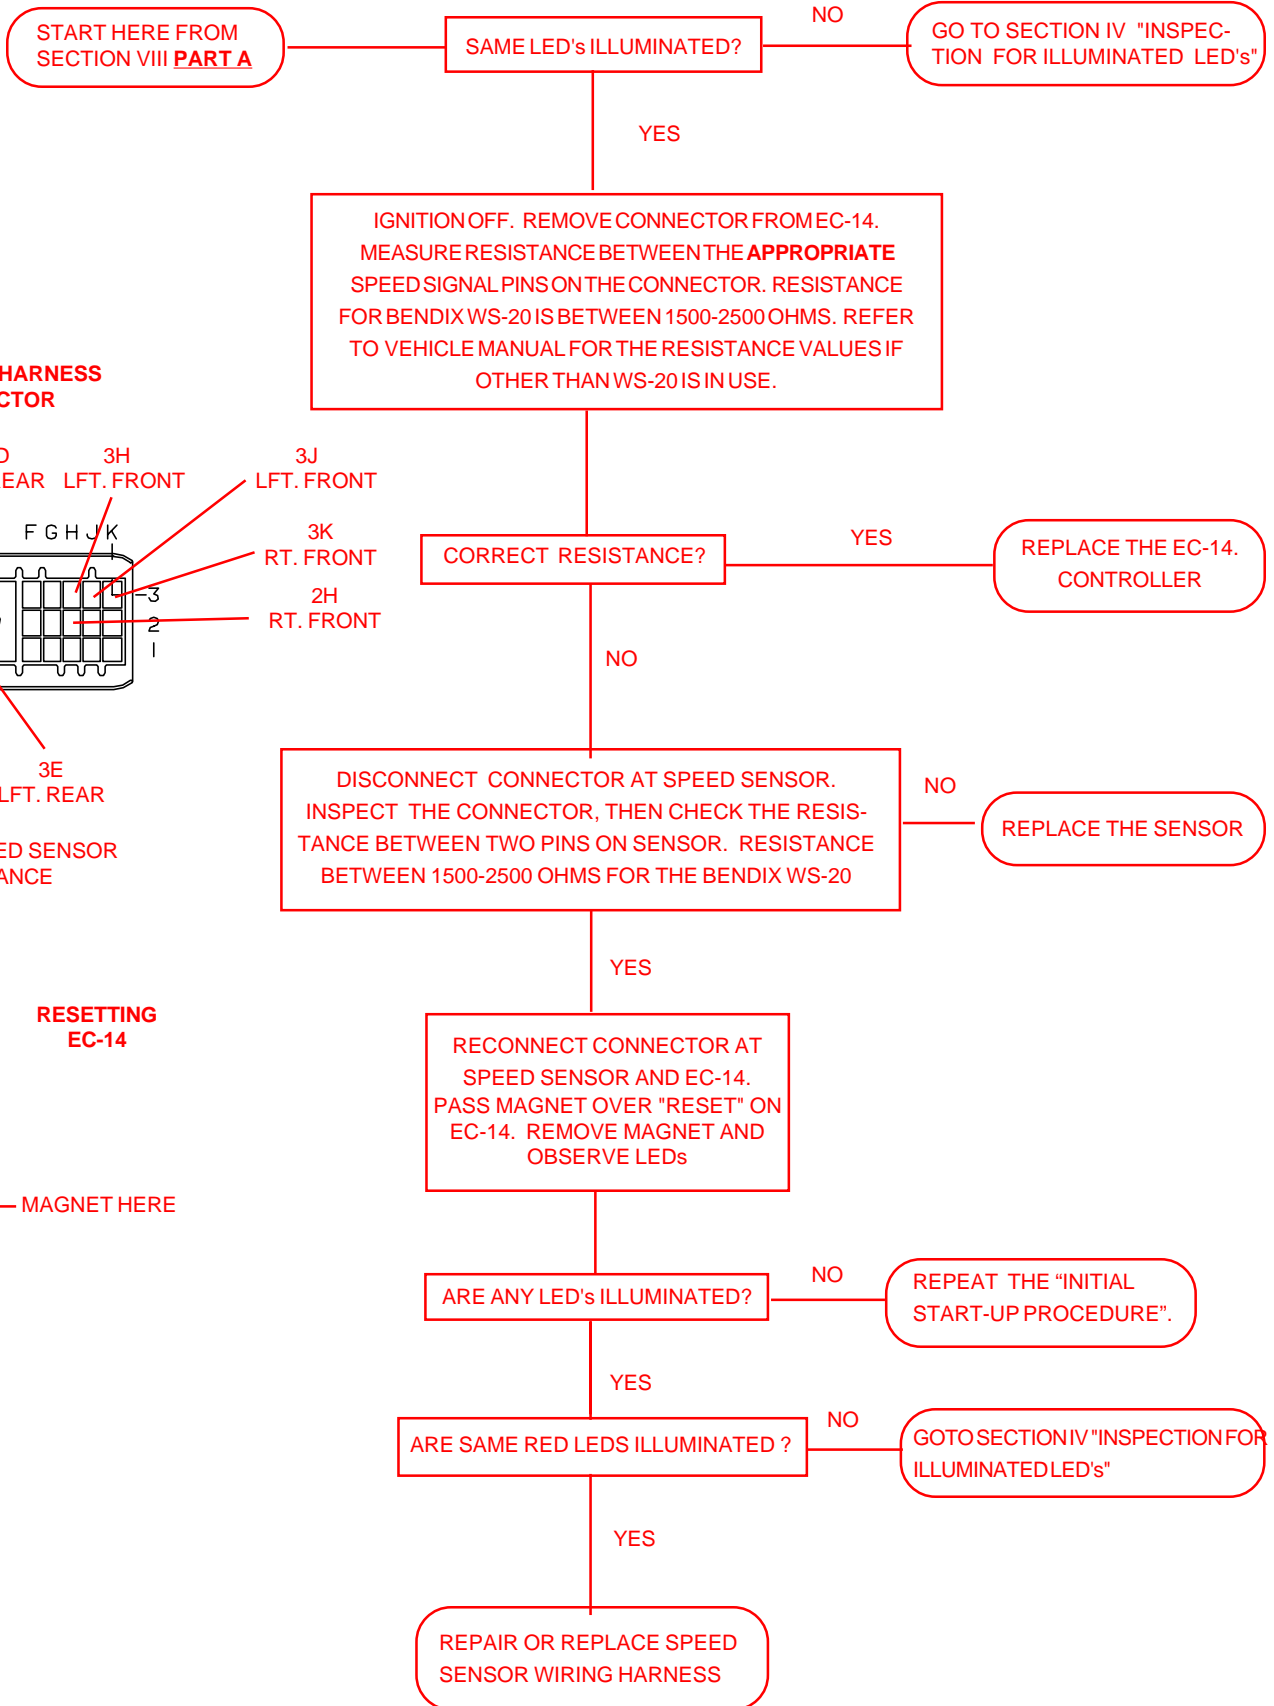 START HERE FROM
SECTION VIII PART A
SAME LED's ILLUMINATED?
NO
GO TO SECTION IV "INSPEC-
TION FOR ILLUMINATED LED's"
YES
IGNITION OFF. REMOVE CONNECTOR FROM EC-14.
MEASURE RESISTANCE BETWEEN THE APPROPRIATE
SPEED SIGNAL PINS ON THE CONNECTOR. RESISTANCE
FOR BENDIX WS-20 IS BETWEEN 1500-2500 OHMS. REFER
TO VEHICLE MANUAL FOR THE RESISTANCE VALUES IF
OTHER THAN WS-20 IS IN USE.
HARNESS
CTOR
D
EAR
3H
LFT. FRONT
3J
LFT. FRONT
F G H J K
3K
RT. FRONT
2H
RT. FRONT
3
2
1
3E
LFT. REAR
ED SENSOR
ANCE
CORRECT RESISTANCE?
YES
REPLACE THE EC-14.
CONTROLLER
NO
DISCONNECT CONNECTOR AT SPEED SENSOR.
INSPECT THE CONNECTOR, THEN CHECK THE RESIS-
TANCE BETWEEN TWO PINS ON SENSOR. RESISTANCE
BETWEEN 1500-2500 OHMS FOR THE BENDIX WS-20
NO
REPLACE THE SENSOR
YES
RESETTING
EC-14
MAGNET HERE
RECONNECT CONNECTOR AT
SPEED SENSOR AND EC-14.
PASS MAGNET OVER "RESET" ON
EC-14. REMOVE MAGNET AND
OBSERVE LEDs
ARE ANY LED's ILLUMINATED?
NO
REPEAT THE “INITIAL
START-UP PROCEDURE”.
YES
ARE SAME RED LEDS ILLUMINATED ?
NO
GOTO SECTION IV "INSPECTION FOR
ILLUMINATED LED's"
YES
REPAIR OR REPLACE SPEED
SENSOR WIRING HARNESS